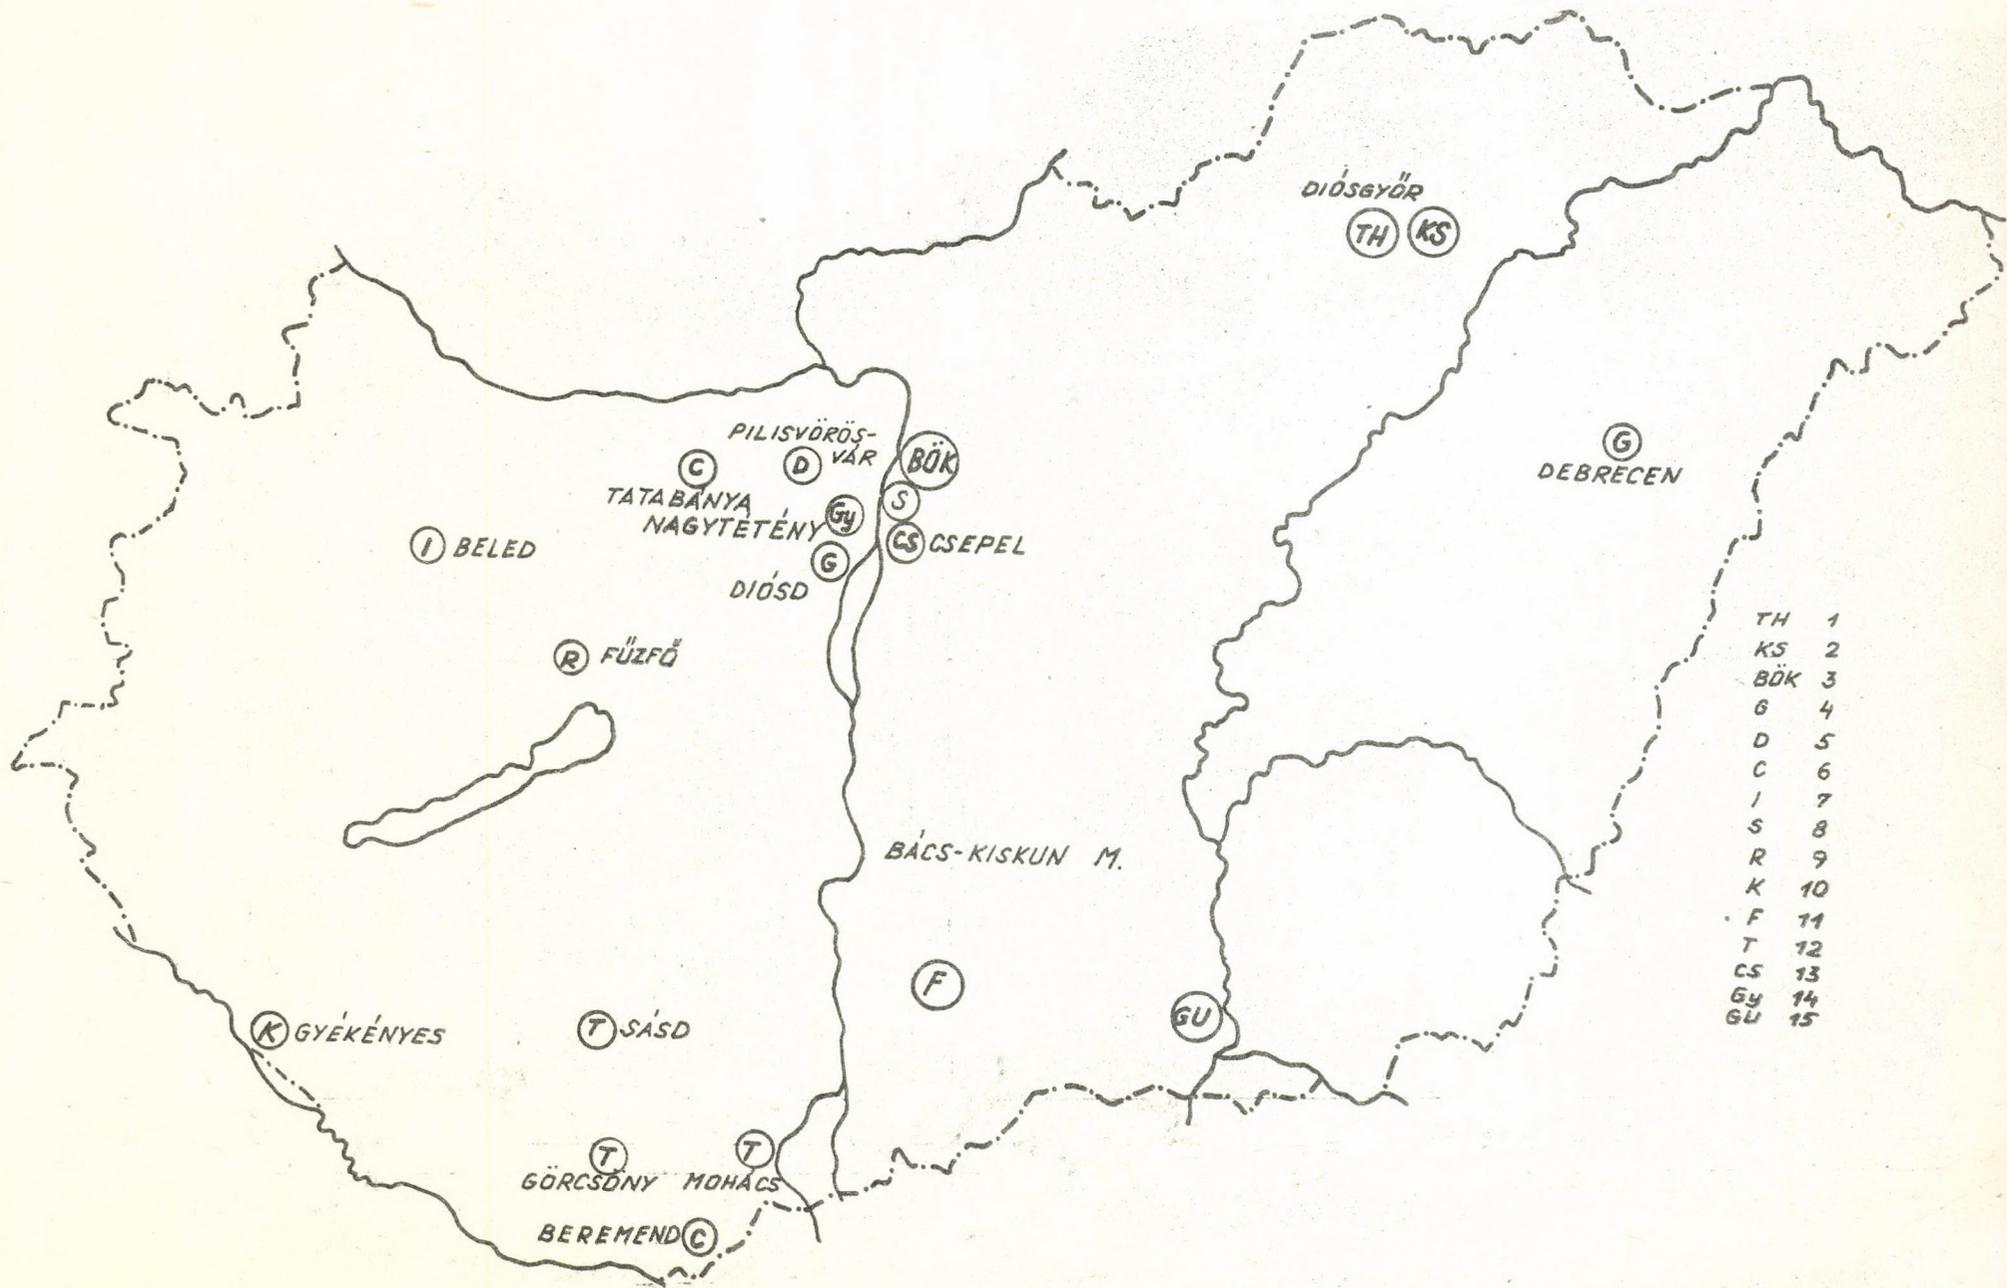 DIÓSGYŐR
TH KS
PILISVÖRÖS-
VÁR
C D BÖK
G
DEBRECEN
TATABÁNYA
S
NAGYTÉTÉNY Gy
I BELED
CS CSEPEL
G
DIÓSD
R FŰZFŐ
BÁCS-KISKUN M.
F
GU
K GYÉKÉNYES
T SÁSD
T T
GÖRCSÖNY MOHÁCS
BEREMEND C
TH 1
KS 2
BÖK 3
G 4
D 5
C 6
I 7
S 8
R 9
K 10
F 11
T 12
CS 13
Gy 14
GU 15